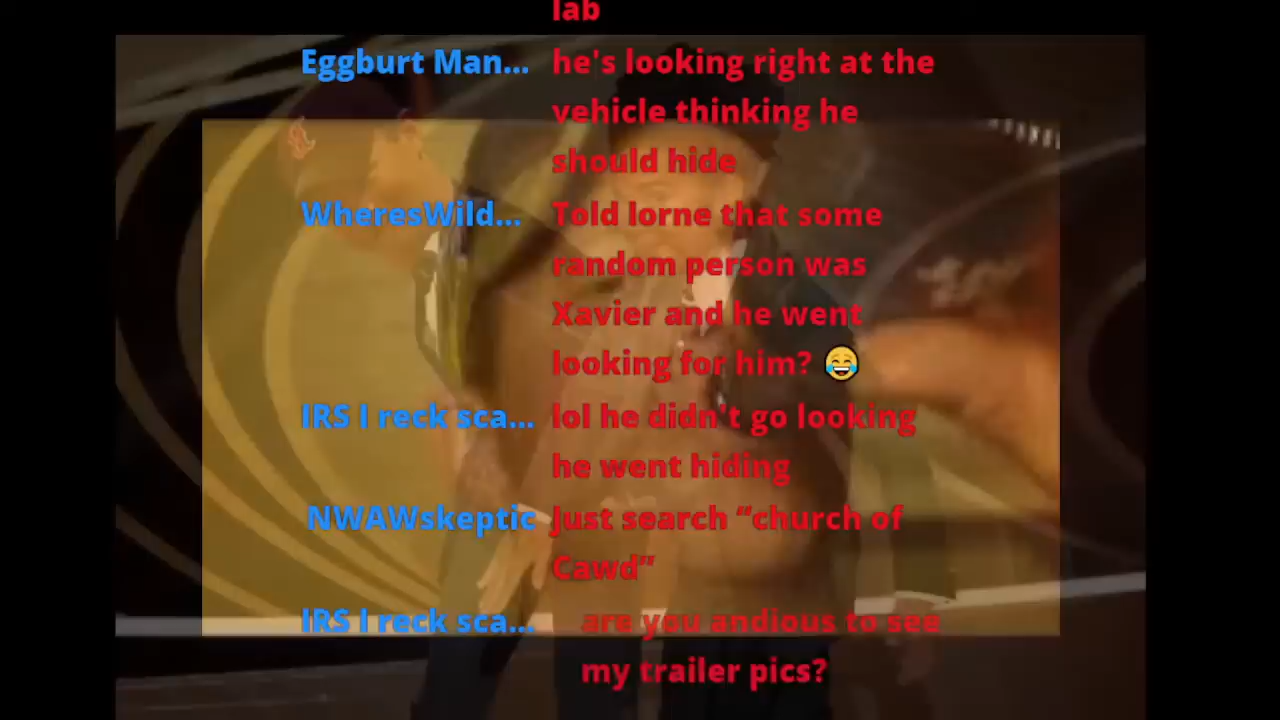 lab
Eggburt Man... he's looking right at the
vehicle thinking he
should hide
WheresWild... Told lorne that some
random person was
Xavier and he went
looking for him? 😂
IRS I reck sca... lol he didn't go looking
he went hiding
NWAWskeptic Just search “church of
Cawd”
IRS I reck sca... are you andious to see
my trailer pics?